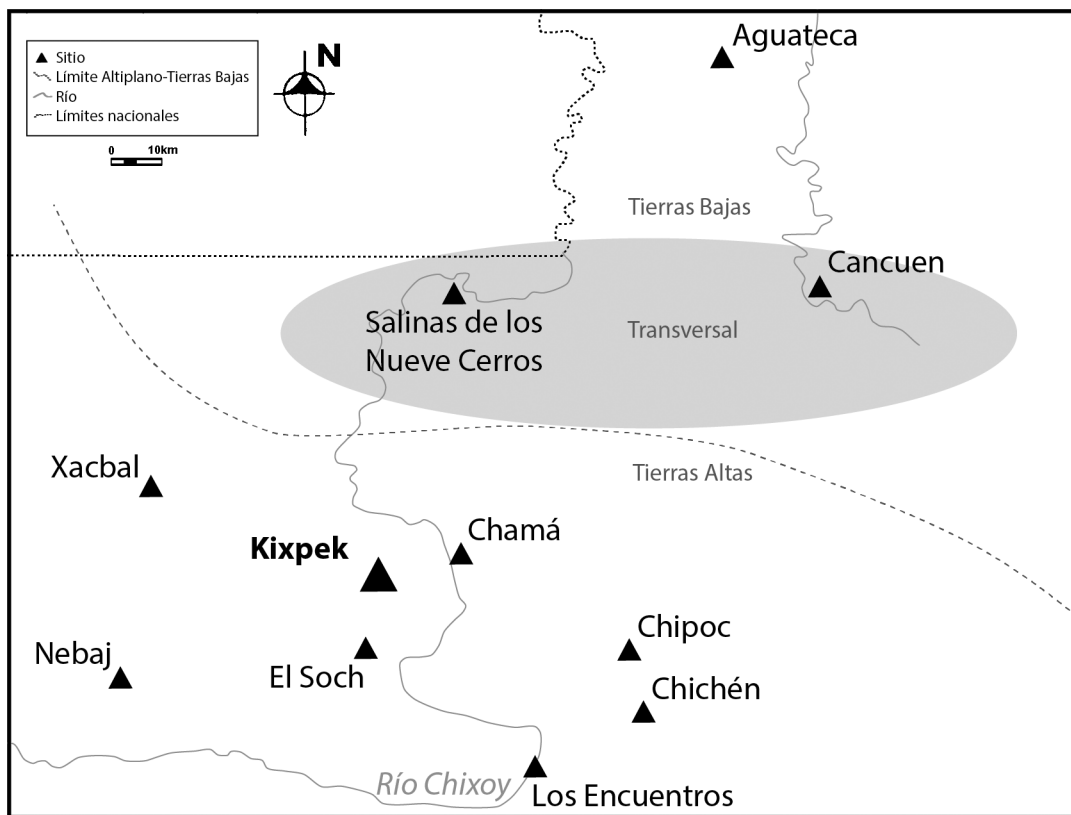 Aguateca
N
Sitio
Límite Altiplano-Tierras Bajas
Río
Límites nacionales
0 10km
Tierras Bajas
Cancuen
Salinas de los
Nueve Cerros
Transversal
Xacbal
Tierras Altas
Chamá
Kixpek
Chipoc
Nebaj
El Soch
Chichén
Río Chixoy
Los Encuentros